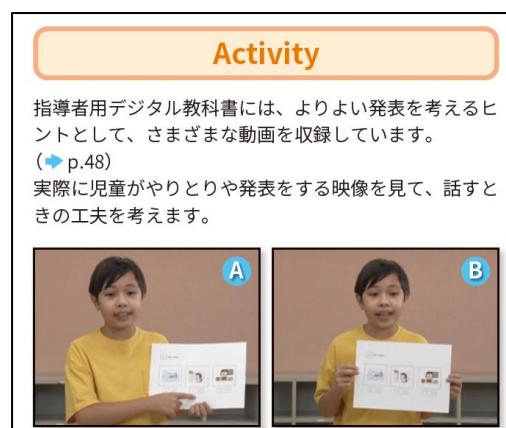 Activity
指導者用デジタル教科書には、よりよい発表を考えるヒ
ントとして、さまざまな動画を収録しています。
(➡ p.48)
実際に児童がやりとりや発表をする映像を見て、話すと
きの工夫を考えます。
A
B